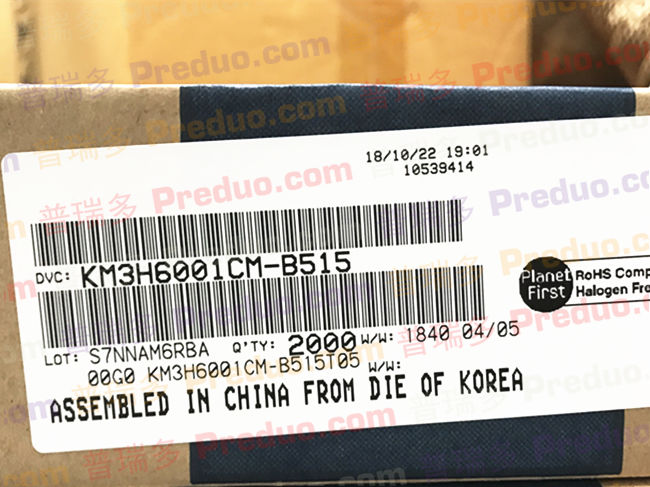 18/10/22 19:01
10539414
DVC: KM3H6001CM-B515
Planet First
RoHS Comp
Halogen Fre
LOT: S7NNAM6RBA Q'TY: 2000 W/W: 1840 04/05
00G0 KM3H6001CM-B515T05 W/W:
ASSEMBLED IN CHINA FROM DIE OF KOREA
普瑞多 Preduo.com